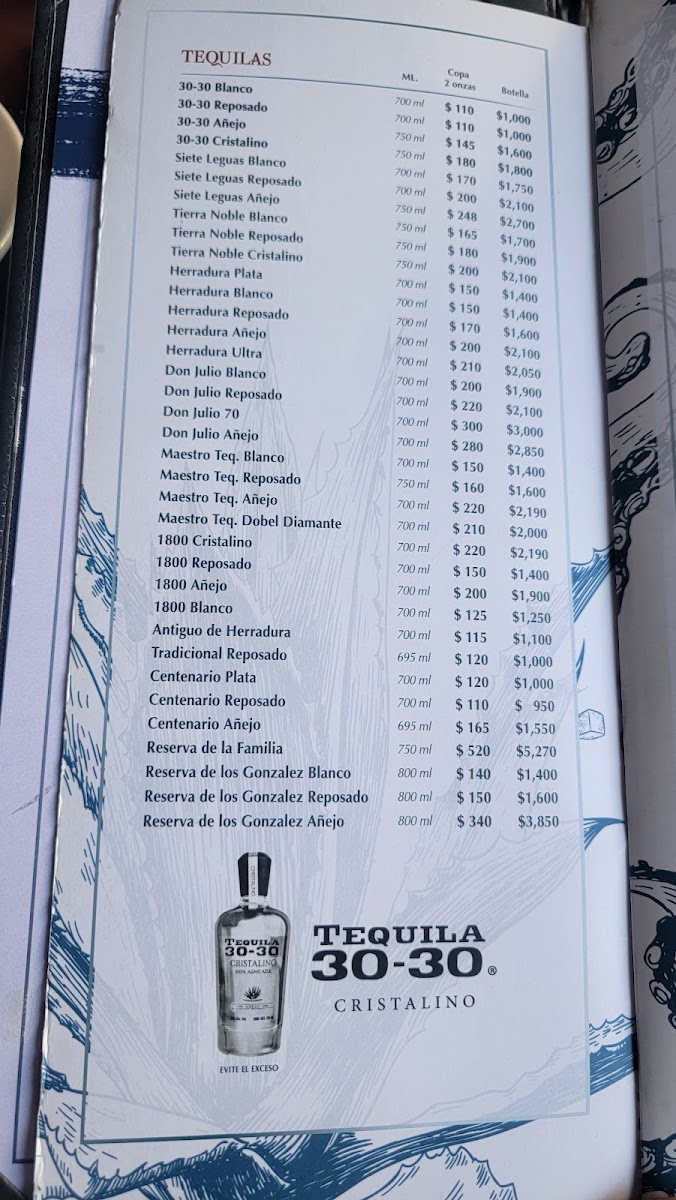 TEQUILAS ML. Copa 2 onzas Botella
30-30 Blanco 700 ml $ 110 $1,000
30-30 Reposado 700 ml $ 110 $1,000
30-30 Añejo 750 ml $ 145 $1,600
30-30 Cristalino 750 ml $ 180 $1,800
Siete Leguas Blanco 700 ml $ 170 $1,750
Siete Leguas Reposado 700 ml $ 200 $2,100
Siete Leguas Añejo 750 ml $ 248 $2,700
Tierra Noble Blanco 750 ml $ 165 $1,700
Tierra Noble Reposado 750 ml $ 180 $1,900
Tierra Noble Cristalino 750 ml $ 200 $2,100
Herradura Plata 700 ml $ 150 $1,400
Herradura Blanco 700 ml $ 150 $1,400
Herradura Reposado 700 ml $ 170 $1,600
Herradura Añejo 700 ml $ 200 $2,100
Herradura Ultra 700 ml $ 210 $2,050
Don Julio Blanco 700 ml $ 200 $1,900
Don Julio Reposado 700 ml $ 220 $2,100
Don Julio 70 700 ml $ 300 $3,000
Don Julio Añejo 700 ml $ 280 $2,850
Maestro Teq. Blanco 700 ml $ 150 $1,400
Maestro Teq. Reposado 750 ml $ 160 $1,600
Maestro Teq. Añejo 700 ml $ 220 $2,190
Maestro Teq. Dobel Diamante 700 ml $ 210 $2,000
1800 Cristalino 700 ml $ 220 $2,190
1800 Reposado 700 ml $ 150 $1,400
1800 Añejo 700 ml $ 200 $1,900
1800 Blanco 700 ml $ 125 $1,250
Antiguo de Herradura 700 ml $ 115 $1,100
Tradicional Reposado 695 ml $ 120 $1,000
Centenario Plata 700 ml $ 120 $1,000
Centenario Reposado 700 ml $ 110 $ 950
Centenario Añejo 695 ml $ 165 $1,550
Reserva de la Familia 750 ml $ 520 $5,270
Reserva de los Gonzalez Blanco 800 ml $ 140 $1,400
Reserva de los Gonzalez Reposado 800 ml $ 150 $1,600
Reserva de los Gonzalez Añejo 800 ml $ 340 $3,850
CRISTALINO
TEQUILA
30-30
CRISTALINO
100% AGAVE AZUL
EVITE EL EXCESO
TEQUILA
30-30®
CRISTALINO